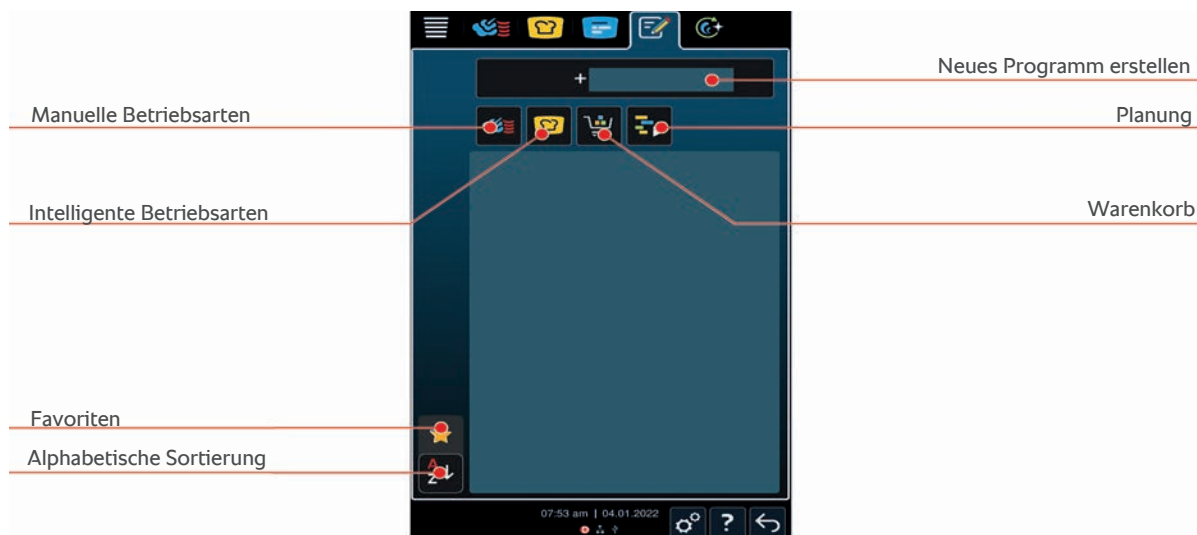 Neues Programm erstellen
Manuelle Betriebsarten
Planung
Intelligente Betriebsarten
Warenkorb
Favoriten
Alphabetische Sortierung
+
A
Z
07:53 am | 04.01.2022
?